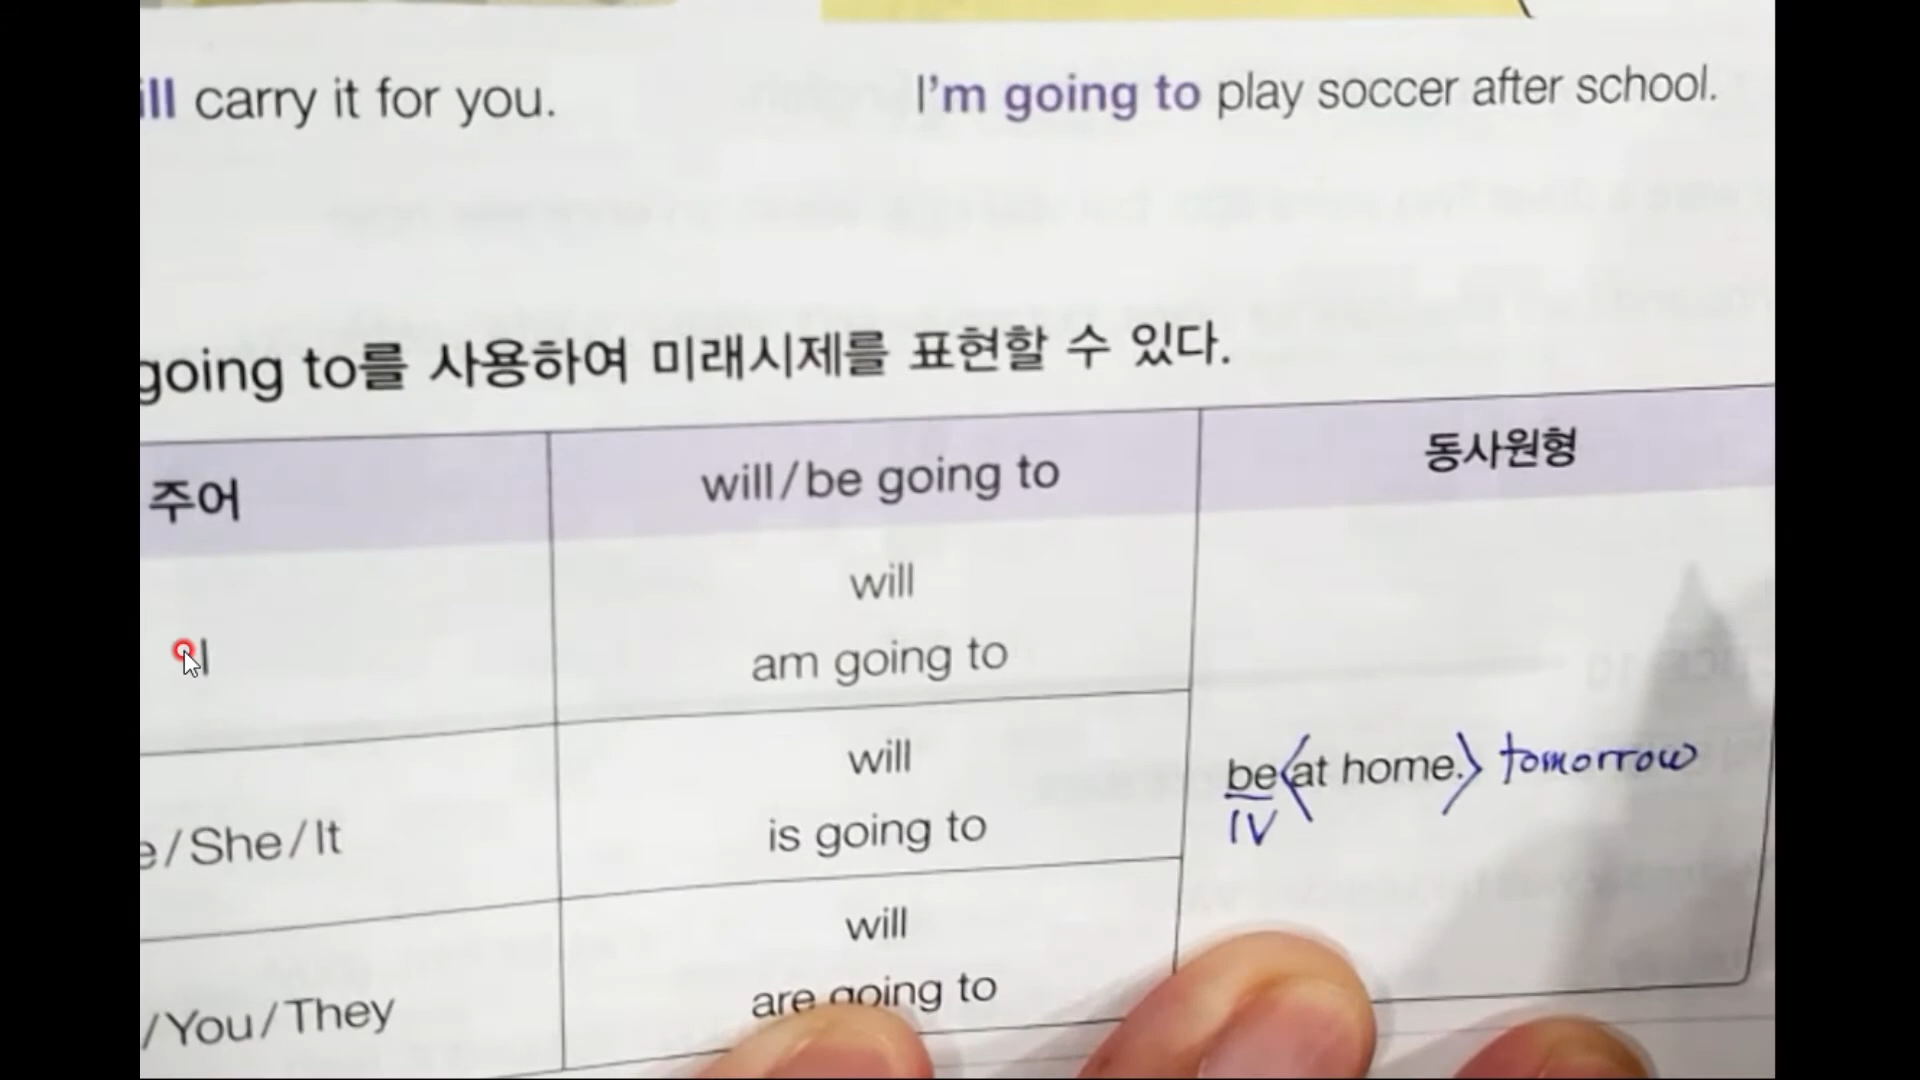 ill carry it for you.
I'm going to play soccer after school.
going to를 사용하여 미래시제를 표현할 수 있다.
주어 will/be going to 동사원형
will
I
am going to
will
be at home. tomorrow
IV
e/She/It
is going to
will
/You/They
are going to